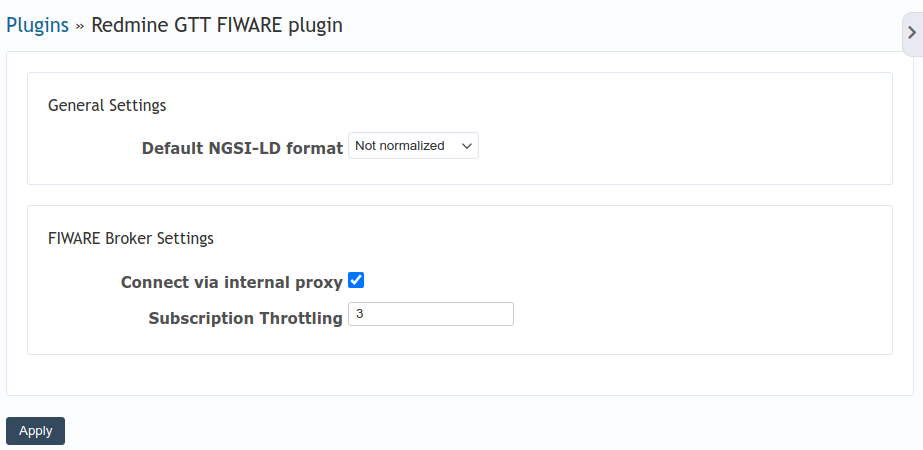 Plugins » Redmine GTT FIWARE plugin
General Settings
Default NGSI-LD format Not normalized
FIWARE Broker Settings
Connect via internal proxy
Subscription Throttling 3
Apply